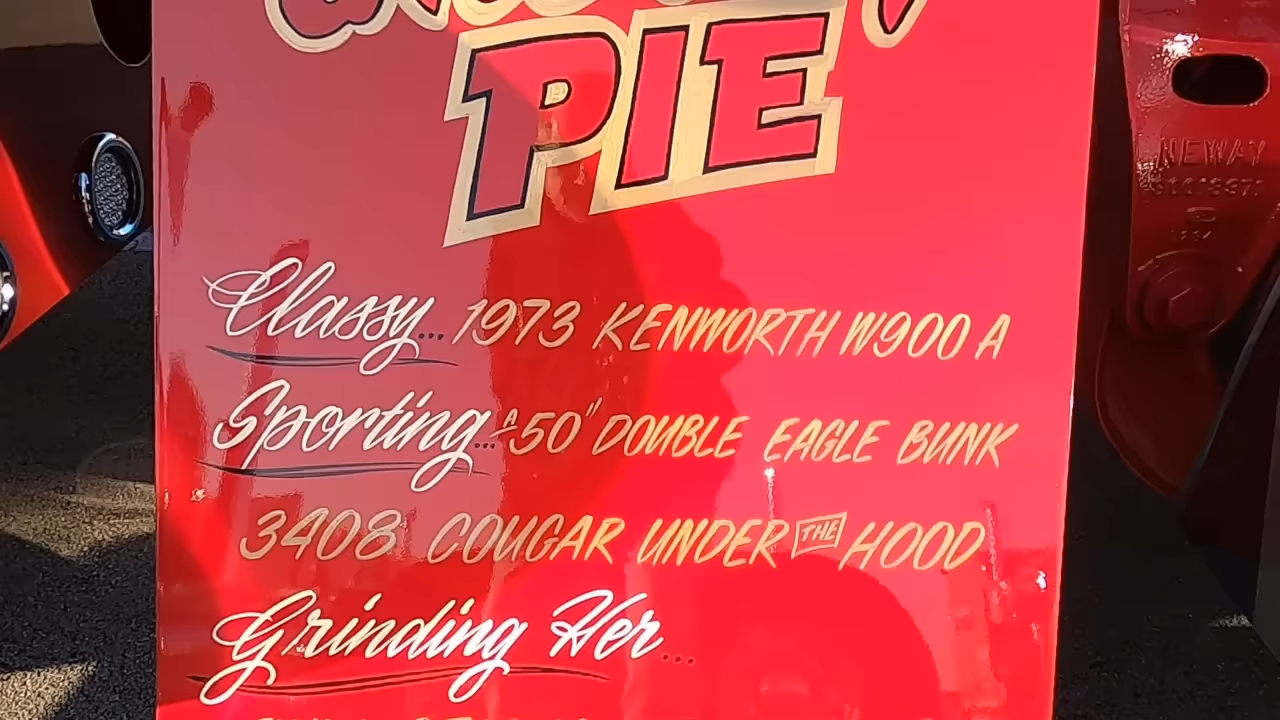 PIE
Classy... 1973 KENWORTH W900 A
Sporting... A 50" DOUBLE EAGLE BUNK
3408 COUGAR UNDER THE HOOD
Grinding Her...
NEWAY